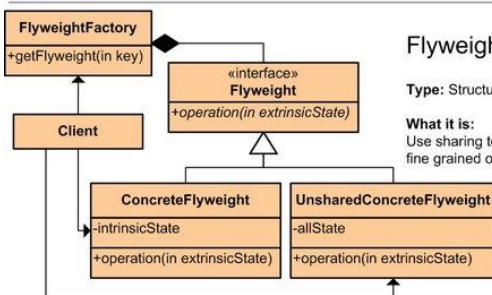 FlyweightFactory
+getFlyweight(in key)
Client
«interface»
Flyweight
+operation(in extrinsicState)
ConcreteFlyweight
-intrinsicState
+operation(in extrinsicState)
UnsharedConcreteFlyweight
-allState
+operation(in extrinsicState)
Type:
What it is:
Use sharing
fine grained